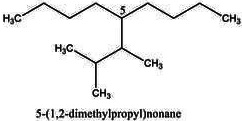 5
H₃C CH₃
H₃C CH₃
CH₃
5-(1,2-dimethylpropyl)nonane